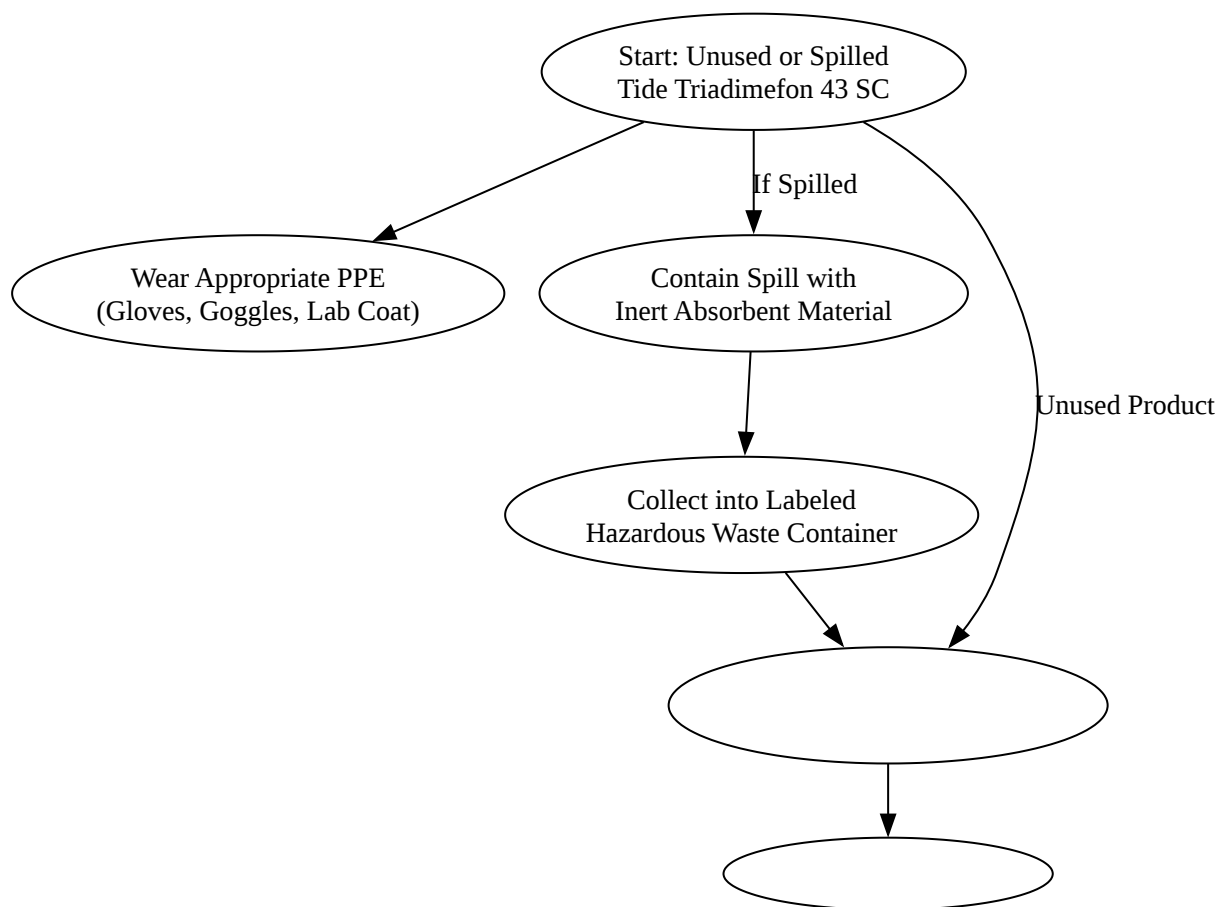 Start: Unused or Spilled
Tide Triadimefon 43 SC
If Spilled
Wear Appropriate PPE
(Gloves, Goggles, Lab Coat)
Contain Spill with
Inert Absorbent Material
Unused Product
Collect into Labeled
Hazardous Waste Container